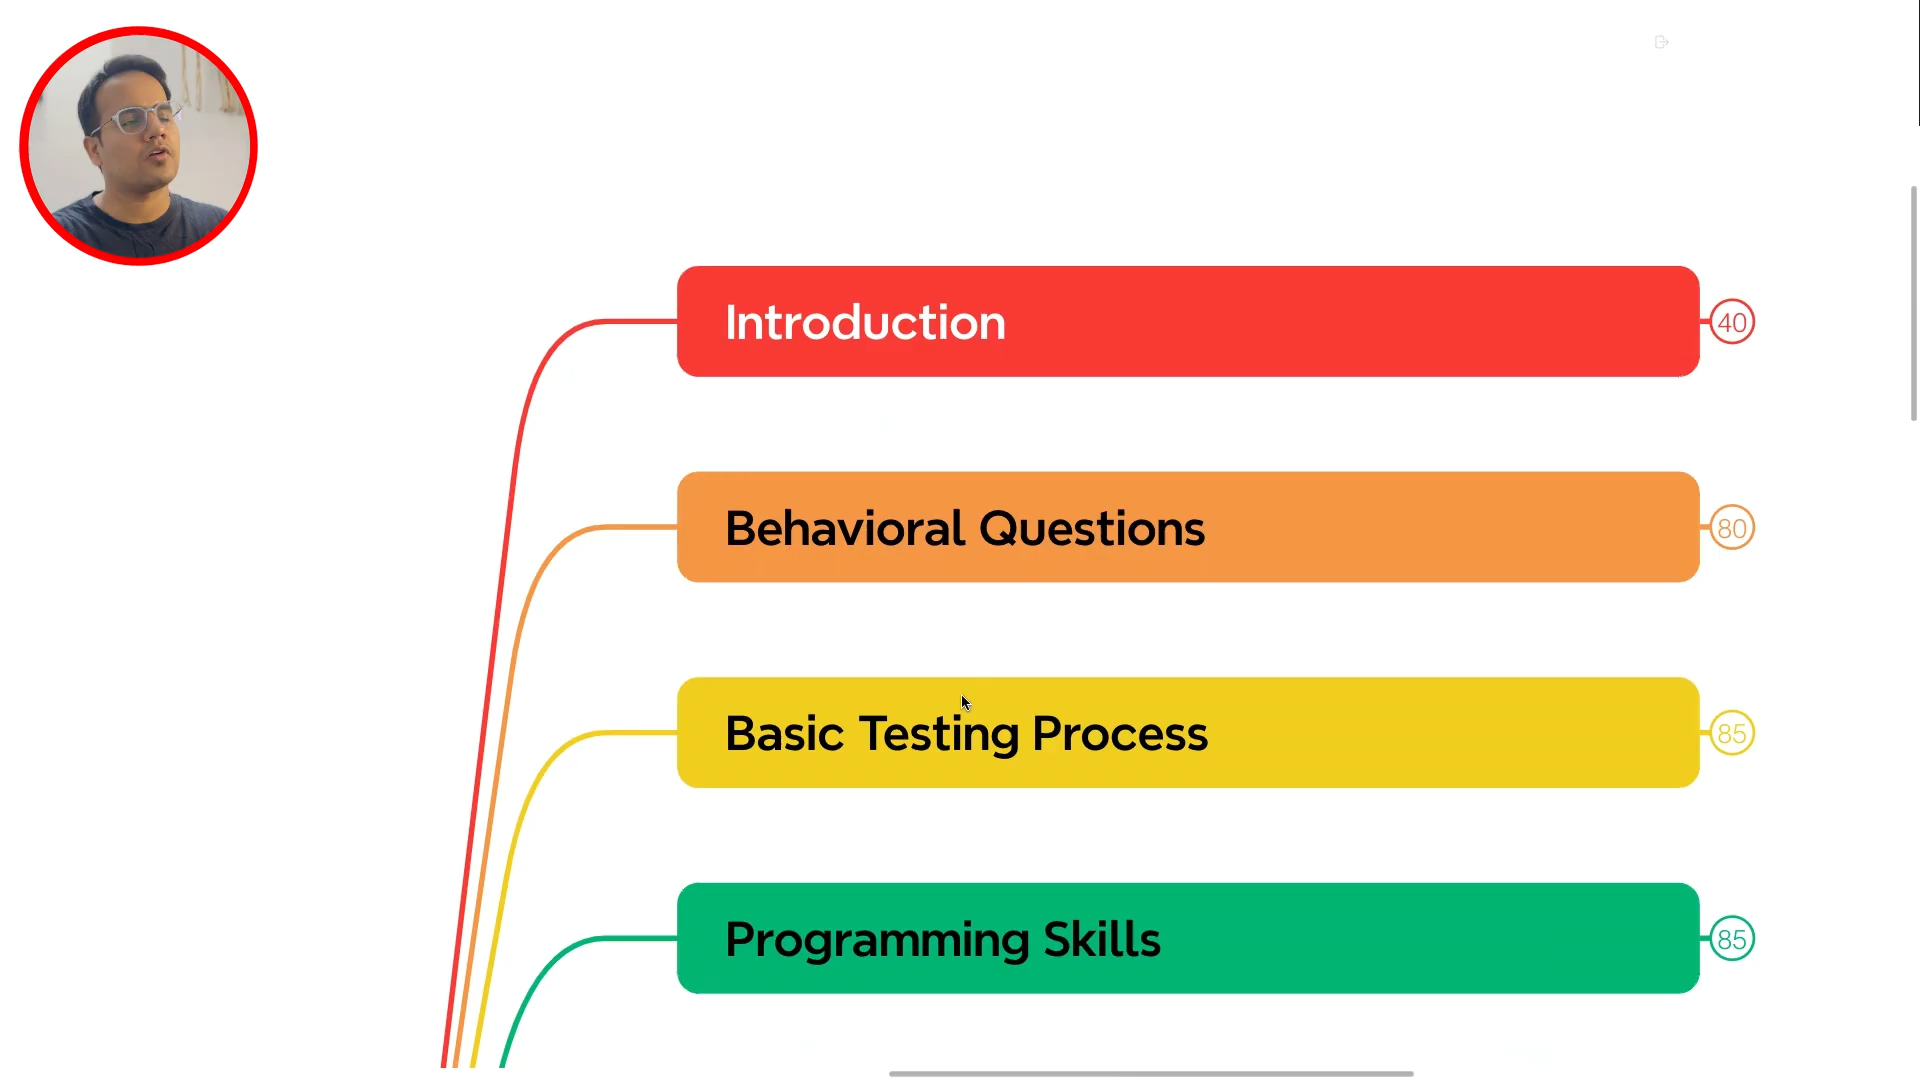 Introduction
40
Behavioral Questions
80
Basic Testing Process
85
Programming Skills
85